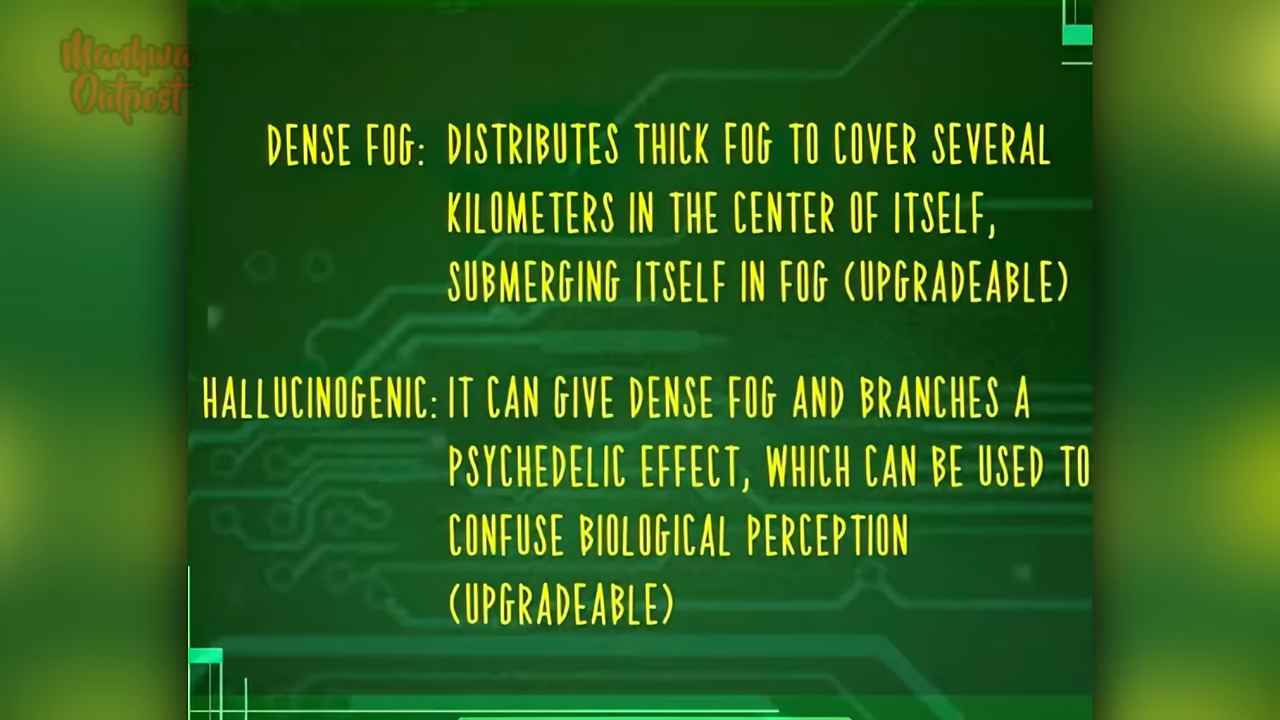 Manhwa
Outpost
DENSE FOG: DISTRIBUTES THICK FOG TO COVER SEVERAL
KILOMETERS IN THE CENTER OF ITSELF,
SUBMERGING ITSELF IN FOG (UPGRADEABLE)
HALLUCINOGENIC: IT CAN GIVE DENSE FOG AND BRANCHES A
PSYCHEDELIC EFFECT, WHICH CAN BE USED TO
CONFUSE BIOLOGICAL PERCEPTION
(UPGRADEABLE)